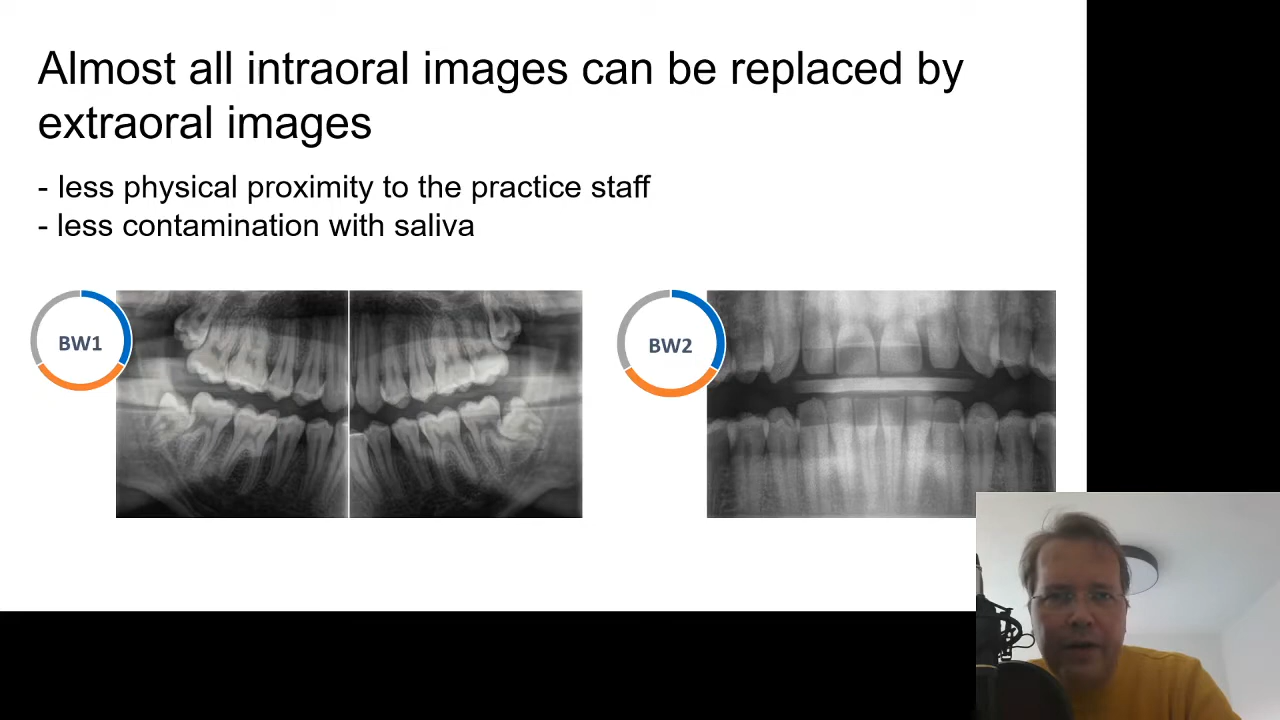 Almost all intraoral images can be replaced by
extraoral images
- less physical proximity to the practice staff
- less contamination with saliva
BW1
BW2